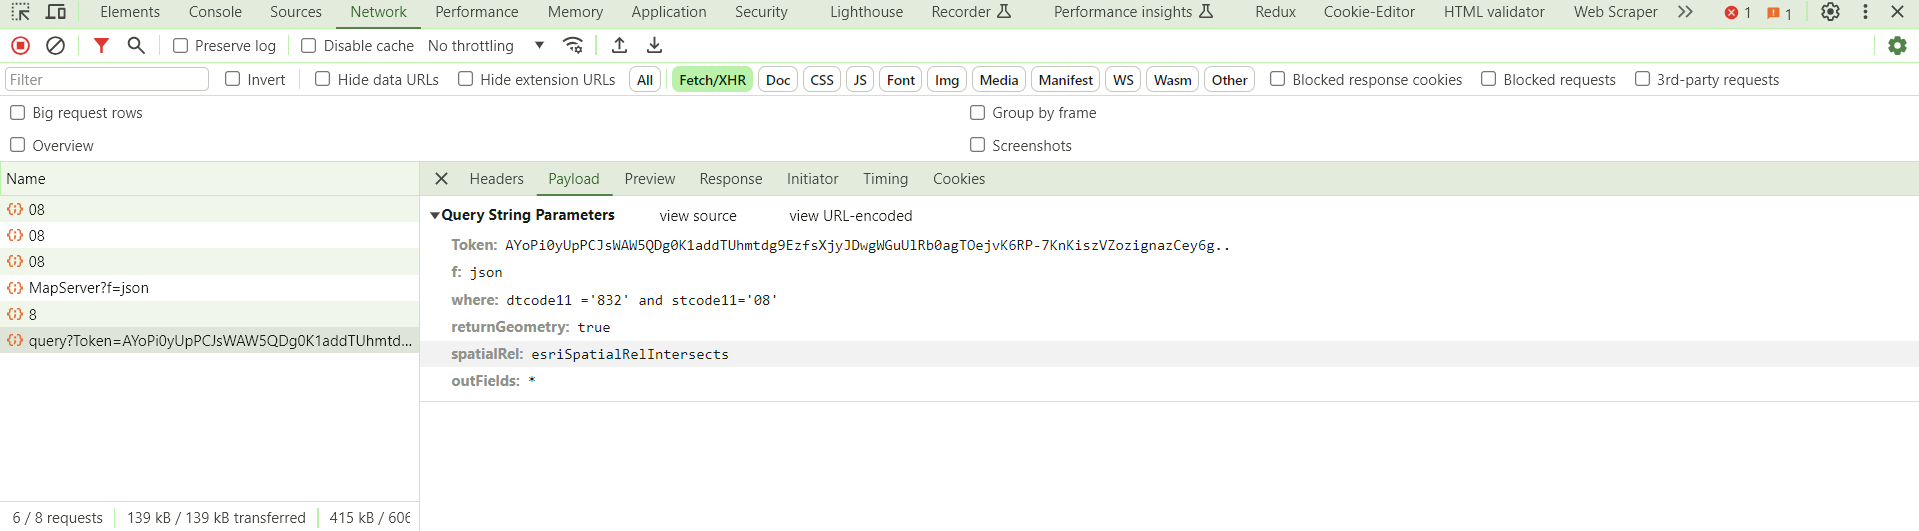 Elements Console Sources Network Performance Memory Application Security Lighthouse Recorder Performance insights Redux Cookie-Editor HTML validator Web Scraper 1 1
Preserve log Disable cache No throttling
Filter Invert Hide data URLs Hide extension URLs All Fetch/XHR Doc CSS JS Font Img Media Manifest WS Wasm Other Blocked response cookies Blocked requests 3rd-party requests
Big request rows Group by frame
Overview Screenshots
Name Headers Payload Preview Response Initiator Timing Cookies
08
08
08
MapServer?f=json
8
query?Token=AYoPi0yUpPCJsWAW5QDg0K1addTUhmtd...
Query String Parameters view source view URL-encoded
Token: AYoPi0yUpPCJsWAW5QDg0K1addTUhmtdg9EzfsXjyJDwgWGuUlRb0agTOejvK6RP-7KnKiszVZozignazCey6g..
f: json
where: dtcode11 ='832' and stcode11='08'
returnGeometry: true
spatialRel: esriSpatialRelIntersects
outFields: *
6 / 8 requests 139 kB / 139 kB transferred 415 kB / 606